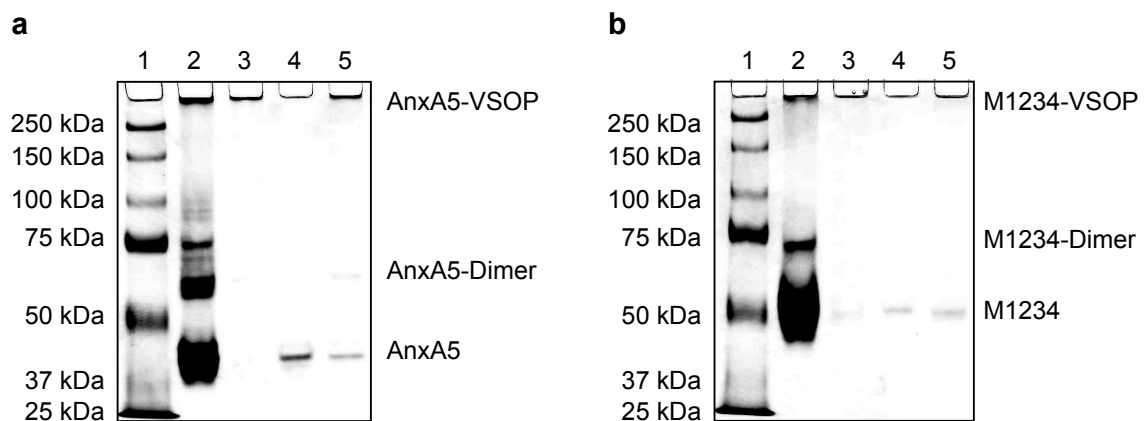 a
1 2 3 4 5
250 kDa
150 kDa
100 kDa
75 kDa
50 kDa
37 kDa
25 kDa
AnxA5-VSOP
AnxA5-Dimer
AnxA5
b
1 2 3 4 5
250 kDa
150 kDa
100 kDa
75 kDa
50 kDa
37 kDa
25 kDa
M1234-VSOP
M1234-Dimer
M1234